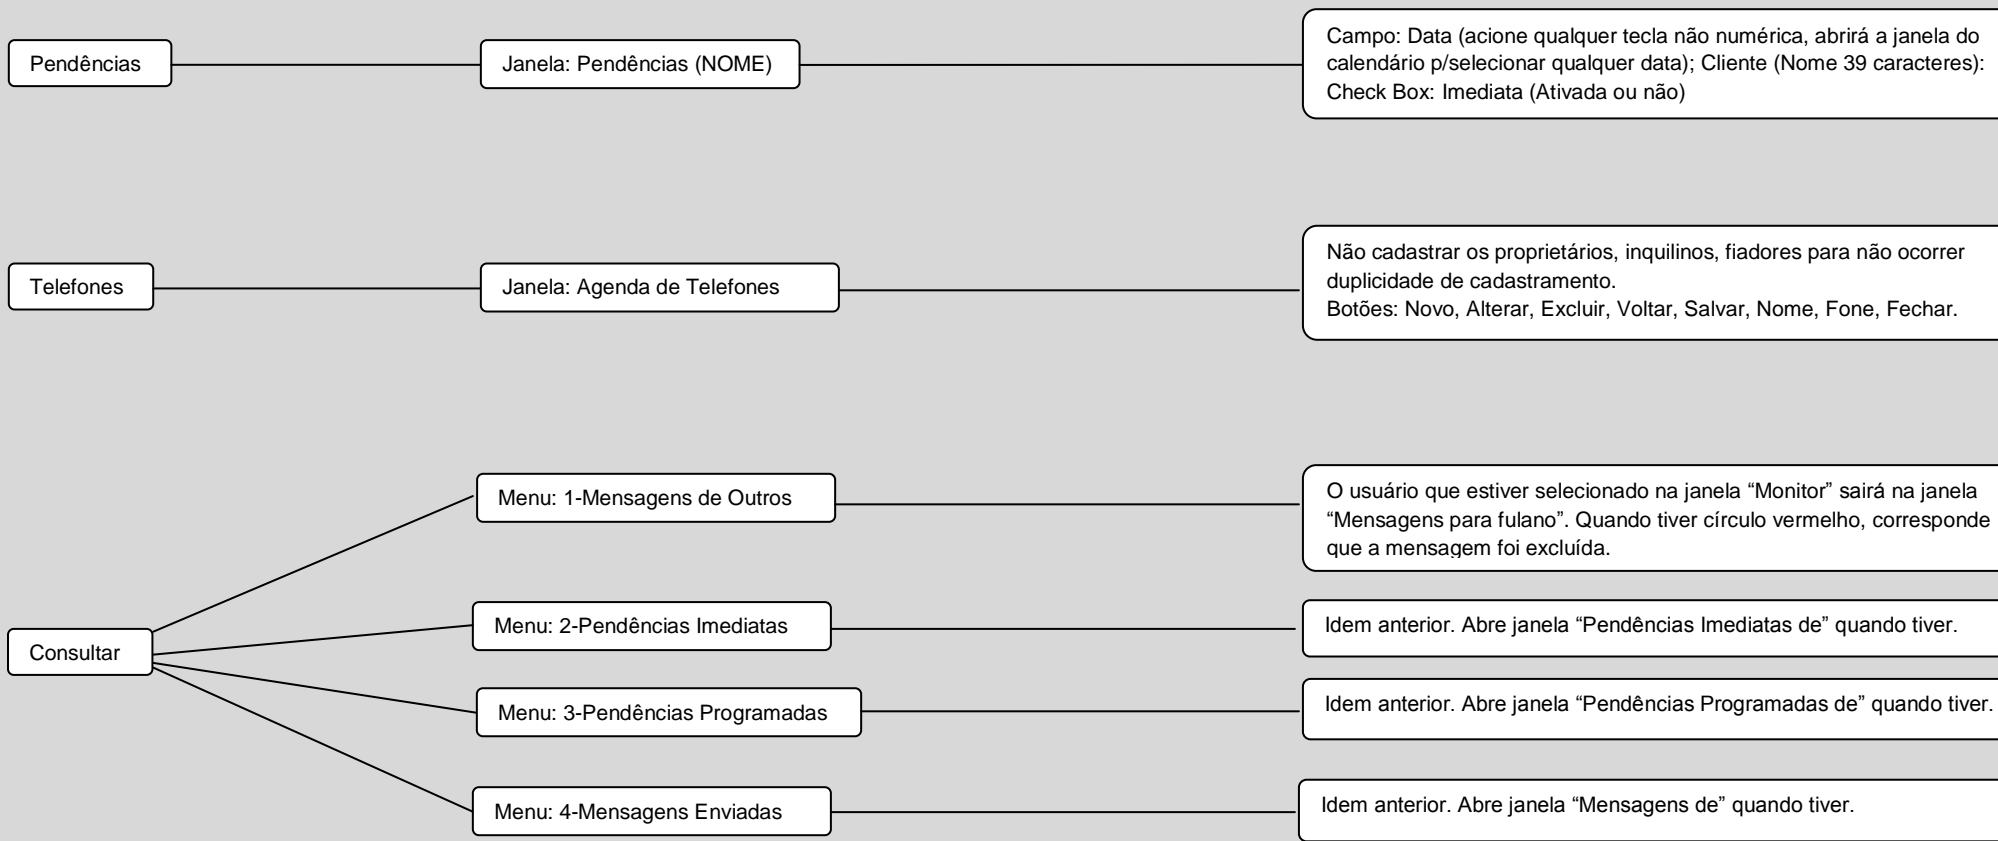 Pendências
Janela: Pendências (NOME)
Campo: Data (acione qualquer tecla não numérica, abrirá a janela do
calendário p/selecionar qualquer data); Cliente (Nome 39 caracteres):
Check Box: Imediata (Ativada ou não)
Telefones
Janela: Agenda de Telefones
Não cadastrar os proprietários, inquilinos, fiadores para não ocorrer
duplicidade de cadastramento.
Botões: Novo, Alterar, Excluir, Voltar, Salvar, Nome, Fone, Fechar.
Consultar
Menu: 1-Mensagens de Outros
O usuário que estiver selecionado na janela “Monitor” sairá na janela
“Mensagens para fulano”. Quando tiver círculo vermelho, corresponde
que a mensagem foi excluída.
Menu: 2-Pendências Imediatas
Idem anterior. Abre janela “Pendências Imediatas de” quando tiver.
Menu: 3-Pendências Programadas
Idem anterior. Abre janela “Pendências Programadas de” quando tiver.
Menu: 4-Mensagens Enviadas
Idem anterior. Abre janela “Mensagens de” quando tiver.